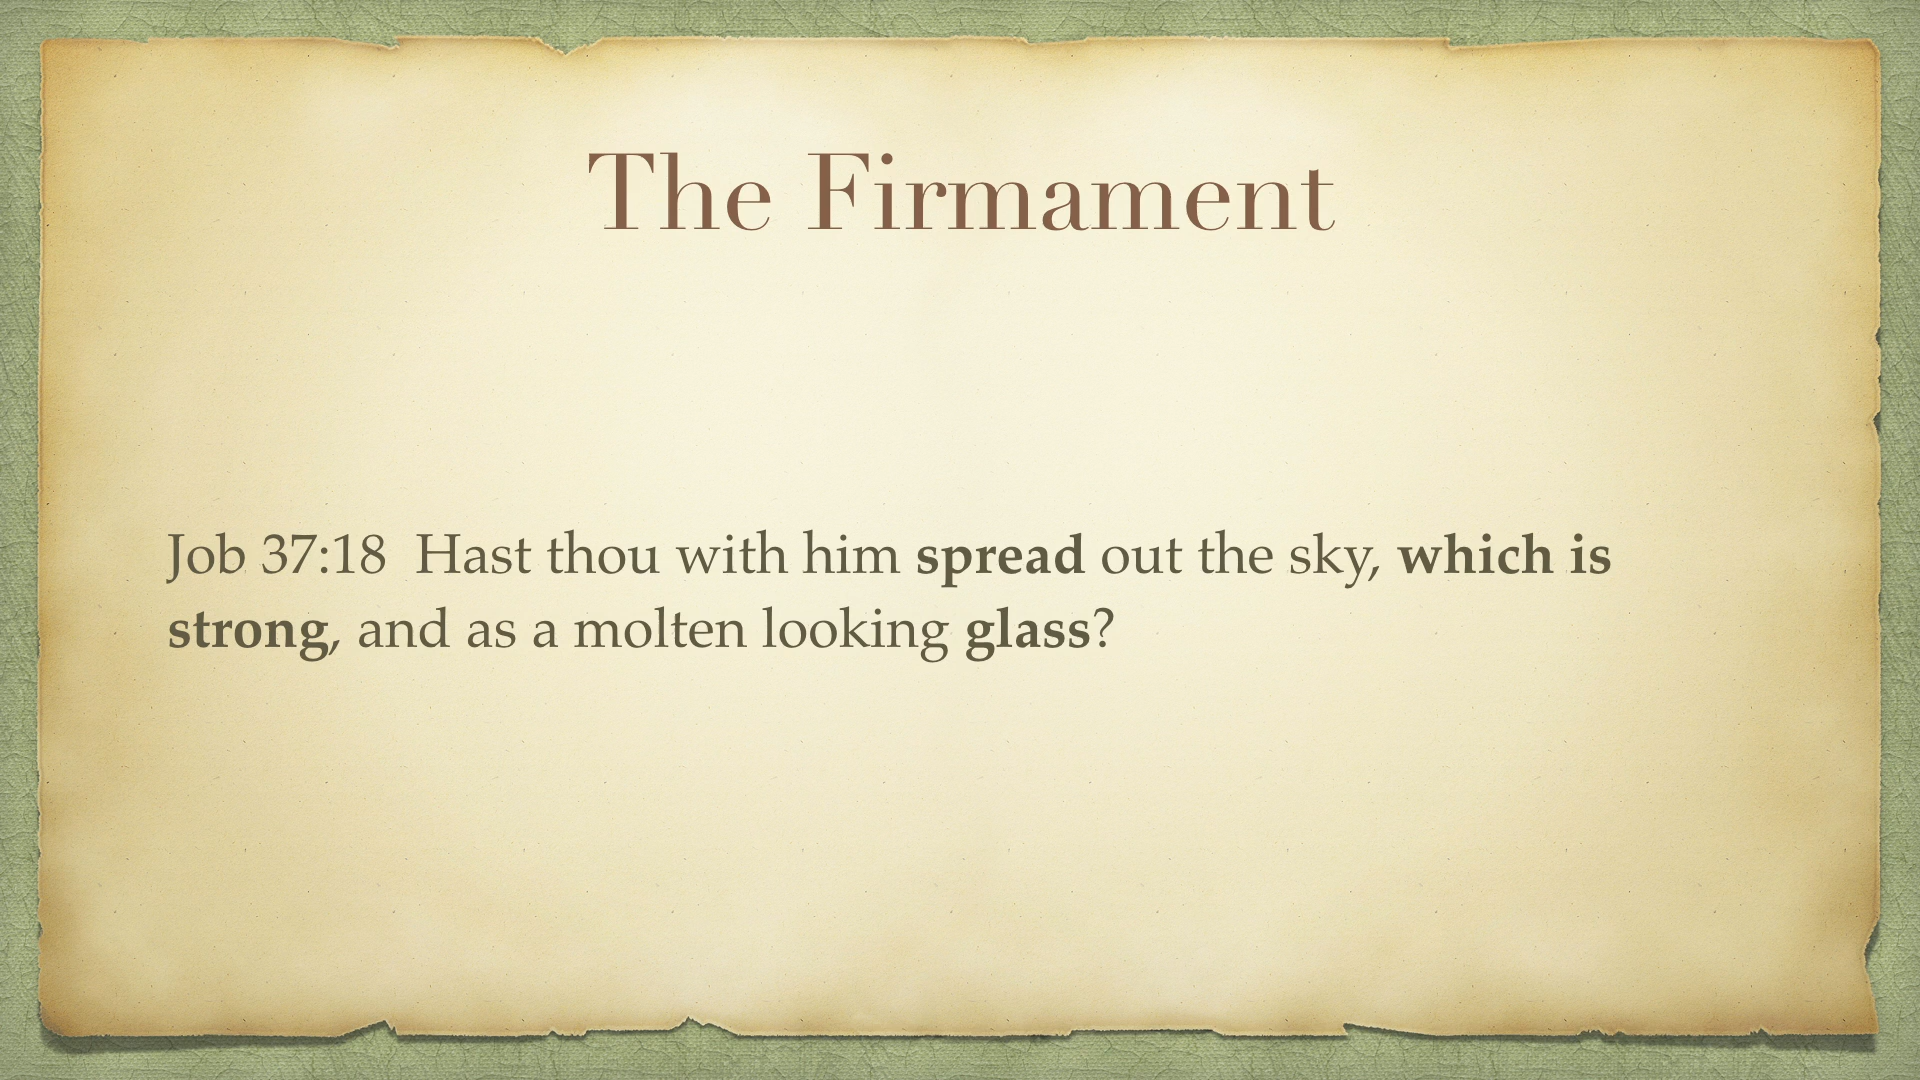 The Firmament
Job 37:18  Hast thou with him spread out the sky, which is
strong, and as a molten looking glass?